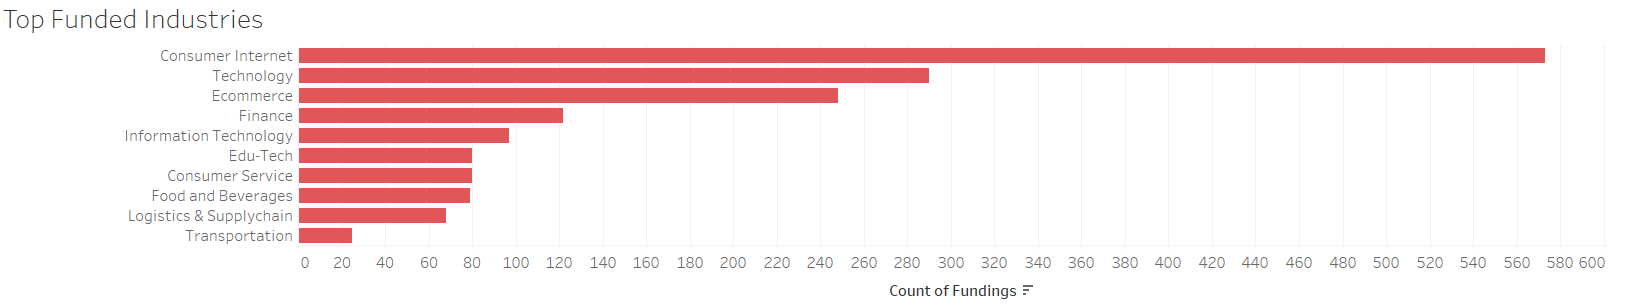 Top Funded Industries
Consumer Internet
Technology
Ecommerce
Finance
Information Technology
Edu-Tech
Consumer Service
Food and Beverages
Logistics & Supplychain
Transportation
0 20 40 60 80 100 120 140 160 180 200 220 240 260 280 300 320 340 360 380 400 420 440 460 480 500 520 540 560 580 600
Count of Fundings